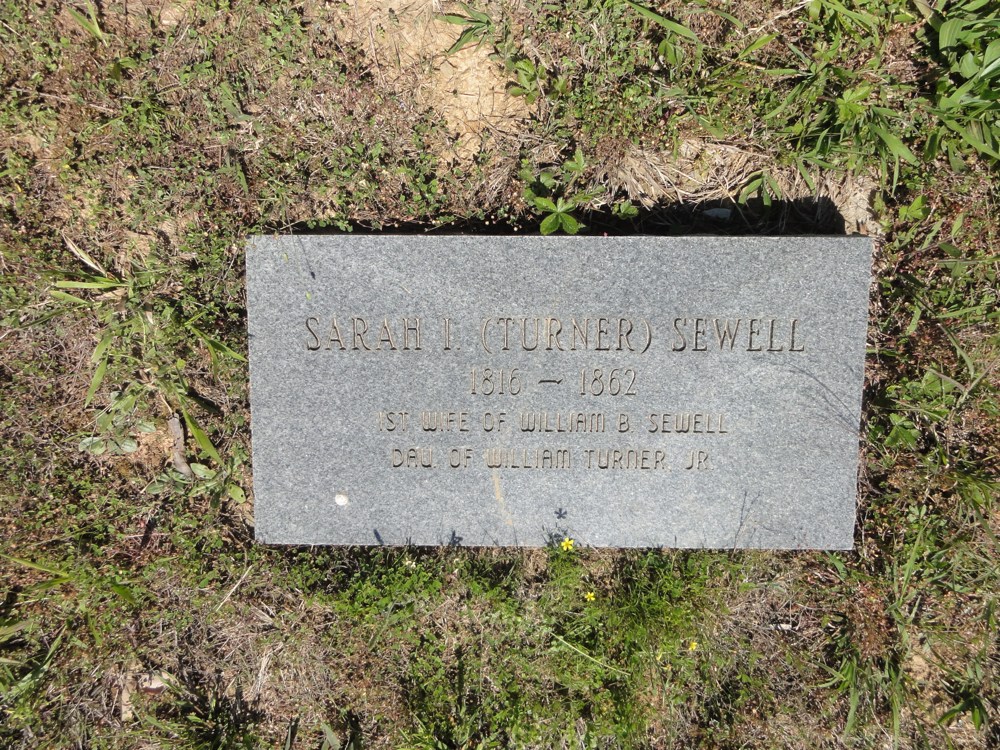 SARAH I. (TURNER) SEWELL
1816 — 1862
1ST WIFE OF WILLIAM B. SEWELL
DAU. OF WILLIAM TURNER, JR.